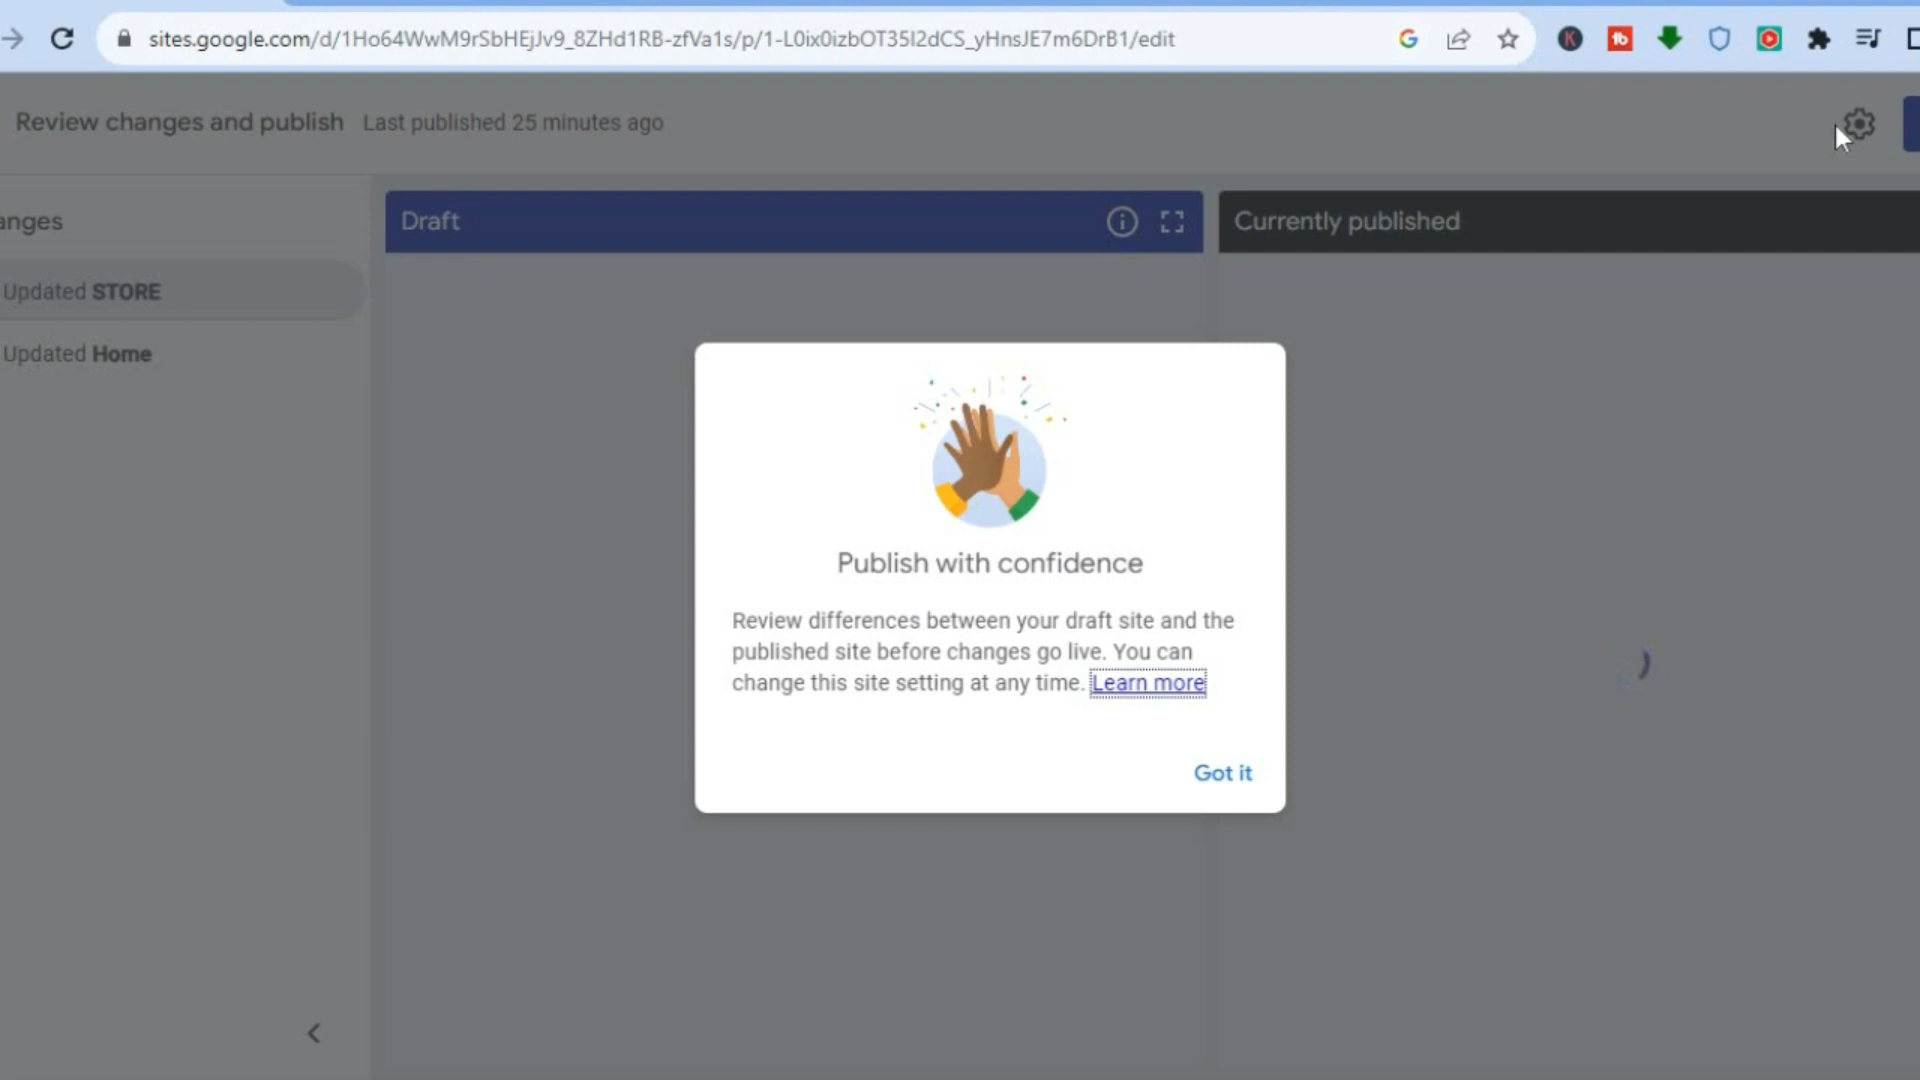 sites.google.com/d/1Ho64WwM9rSbHEjJv9_8ZHd1RB-zfVa1s/p/1-L0ix0izbOT35I2dCS_yHnsJE7m6DrB1/edit
Review changes and publish Last published 25 minutes ago
anges
Draft
Currently published
Updated STORE
Updated Home
Publish with confidence
Review differences between your draft site and the
published site before changes go live. You can
change this site setting at any time. Learn more
Got it